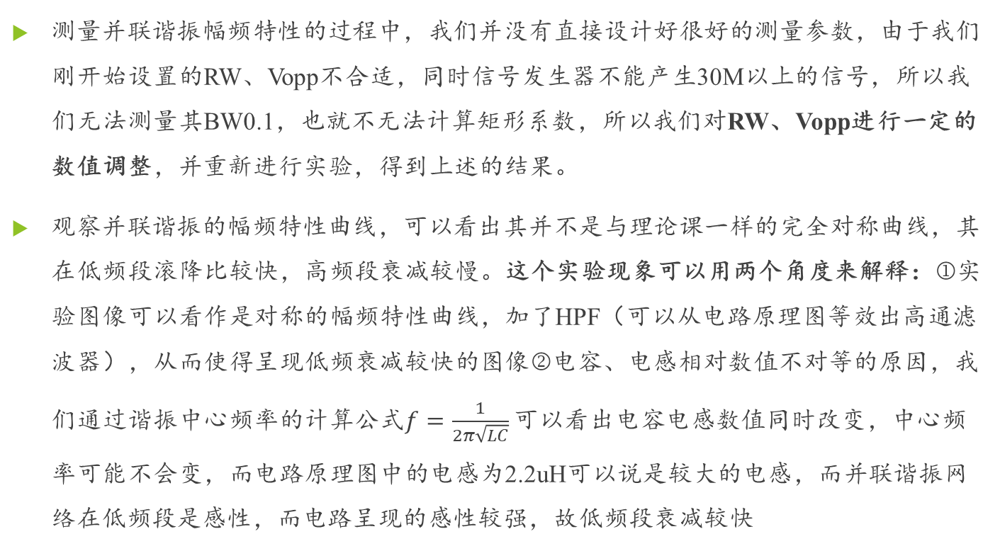 测量并联谐振幅频特性的过程中，我们并没有直接设计好很好的测量参数，由于我们
刚开始设置的RW、Vopp不合适，同时信号发生器不能产生30M以上的信号，所以我
们无法测量其BW0.1，也就不无法计算矩形系数，所以我们对RW、Vopp进行一定的
数值调整，并重新进行实验，得到上述的结果。
观察并联谐振的幅频特性曲线，可以看出其并不是与理论课一样的完全对称曲线，其
在低频段滚降比较快，高频段衰减较慢。这个实验现象可以用两个角度来解释：①实
验图像可以看作是对称的幅频特性曲线，加了HPF（可以从电路原理图等效出高通滤
波器），从而使得呈现低频衰减较快的图像②电容、电感相对数值不对等的原因，我
们通过谐振中心频率的计算公式$f=\frac{1}{2\pi\sqrt{LC}}$可以看出电容电感数值同时改变，中心频
率可能不会变，而电路原理图中的电感为2.2uH可以说是较大的电感，而并联谐振网
络在低频段是感性，而电路呈现的感性较强，故低频段衰减较快